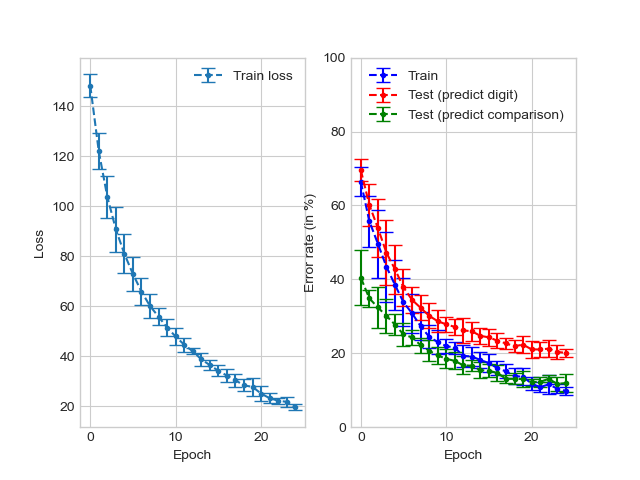 Train loss
140
120
100
80
60
40
20
0
10
20
Loss
Epoch
Train
Test (predict digit)
Test (predict comparison)
100
80
60
40
20
0
0
10
20
Error rate (in %)
Epoch